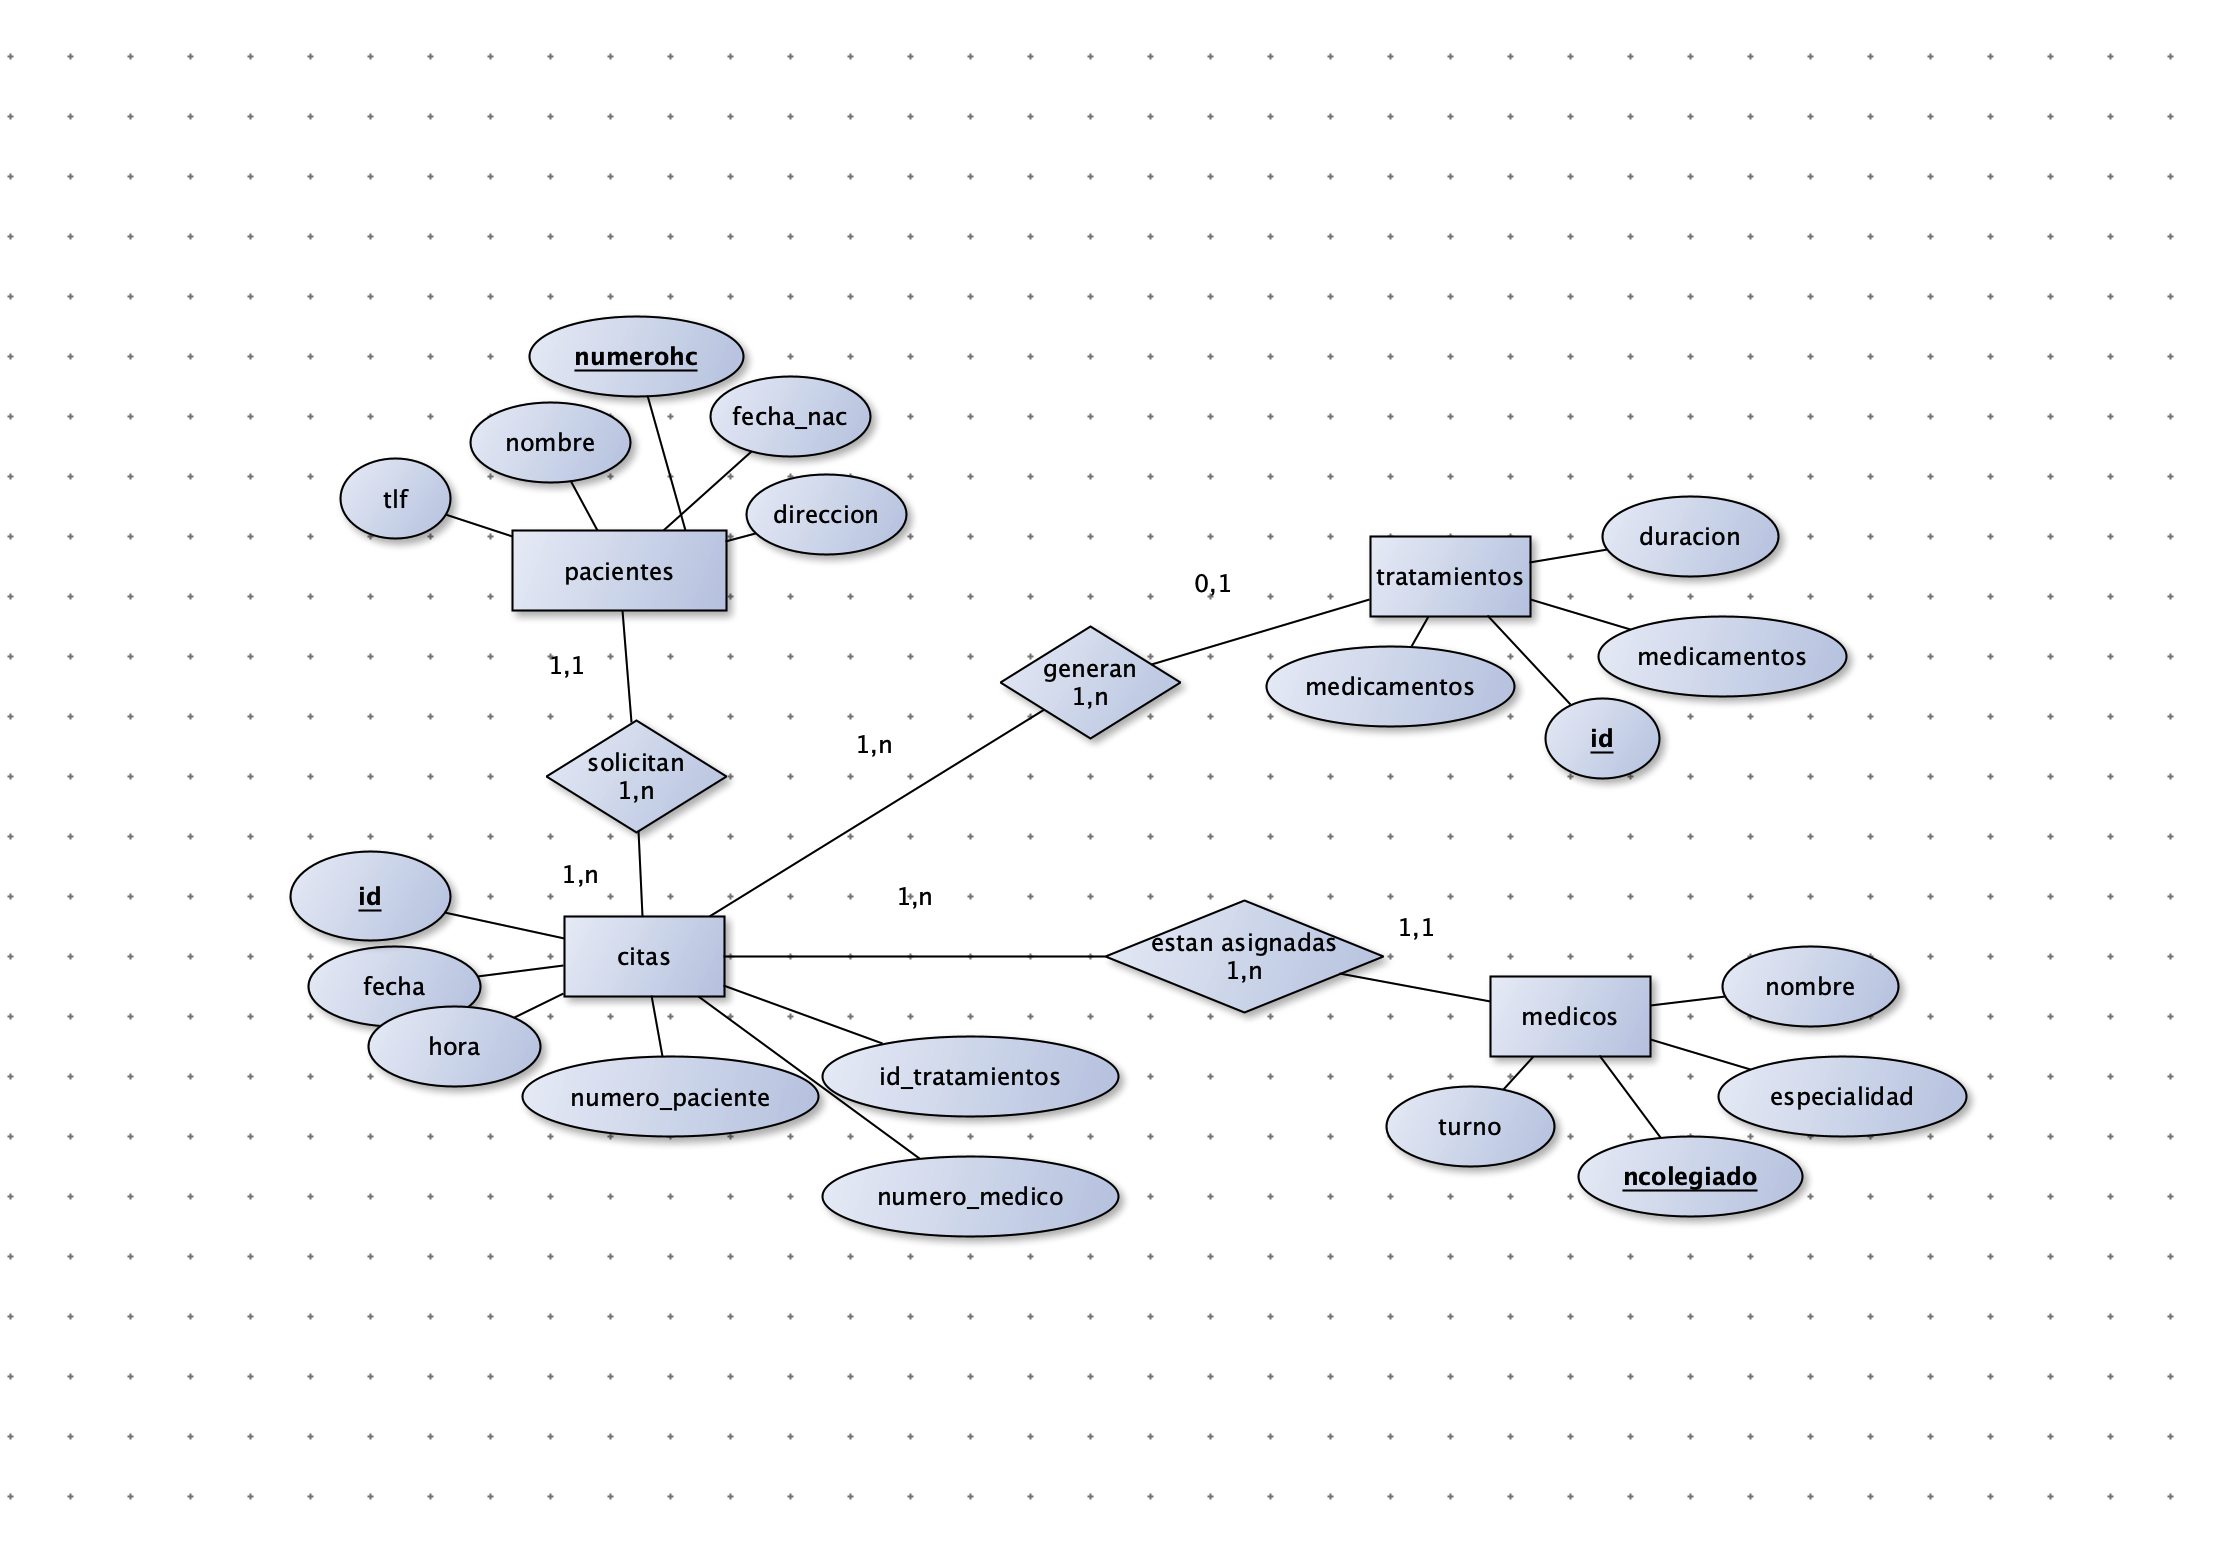 numerohc
fecha_nac
nombre
tlf
direccion
pacientes
duracion
tratamientos
0,1
medicamentos
medicamentos
id
generan
1,n
1,1
1,n
solicitan
1,n
1,n
1,n
id
citas
fecha
hora
estan asignadas
1,n
1,1
nombre
medicos
especialidad
turno
ncolegiado
id_tratamientos
numero_paciente
numero_medico